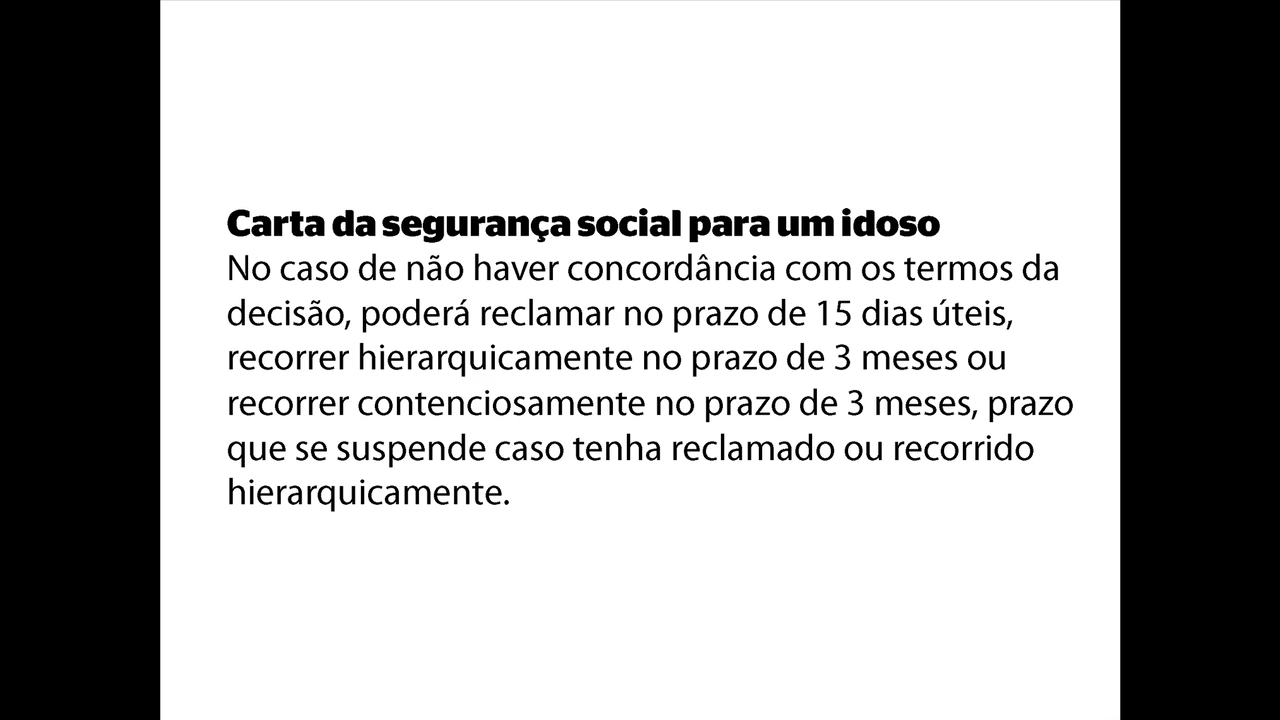 Carta da segurança social para um idoso
No caso de não haver concordância com os termos da
decisão, poderá reclamar no prazo de 15 dias úteis,
recorrer hierarquicamente no prazo de 3 meses ou
recorrer contenciosamente no prazo de 3 meses, prazo
que se suspende caso tenha reclamado ou recorrido
hierarquicamente.